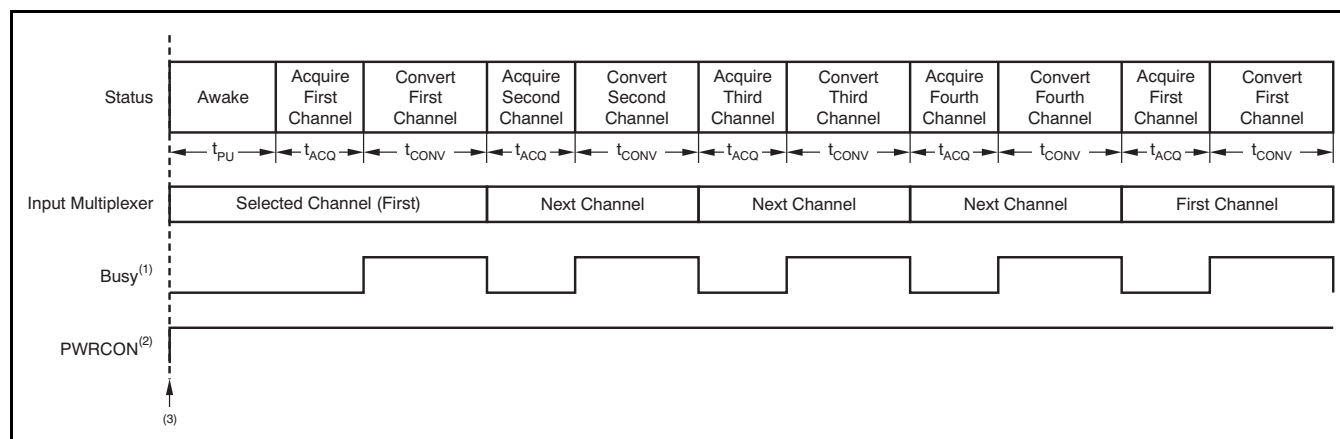 Status
Awake
Acquire
First
Channel
Convert
First
Channel
Acquire
Second
Channel
Convert
Second
Channel
Acquire
Third
Channel
Convert
Third
Channel
Acquire
Fourth
Channel
Convert
Fourth
Channel
Acquire
First
Channel
Convert
First
Channel
tPU
tACQ
tCONV
tACQ
tCONV
tACQ
tCONV
tACQ
tCONV
tACQ
tCONV
Input Multiplexer
Selected Channel (First)
Next Channel
Next Channel
Next Channel
First Channel
Busy(1)
PWRCON(2)
(3)